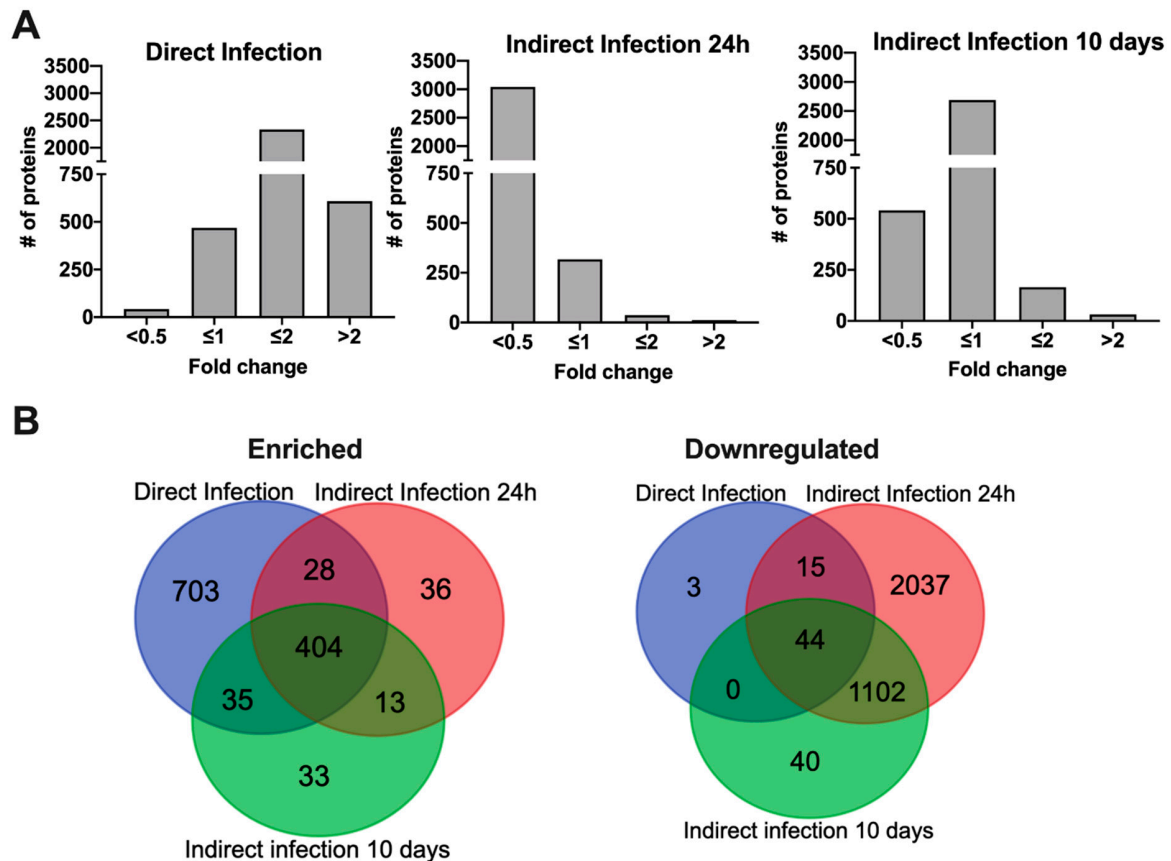 A
Direct Infection
Indirect Infection 24h
Indirect Infection 10 days
# of proteins
3500
3000
2500
2000
750
500
250
0
<0.5 ≤1 ≤2 >2
Fold change
# of proteins
3500
3000
2500
2000
750
500
250
0
<0.5 ≤1 ≤2 >2
Fold change
# of proteins
3500
3000
2500
2000
750
500
250
0
<0.5 ≤1 ≤2 >2
Fold change
B
Enriched
Direct Infection Indirect Infection 24h
703 28 36
404
35 13
33
Indirect infection 10 days
Downregulated
Direct Infection Indirect Infection 24h
3 15 2037
44
0 1102
40
Indirect infection 10 days